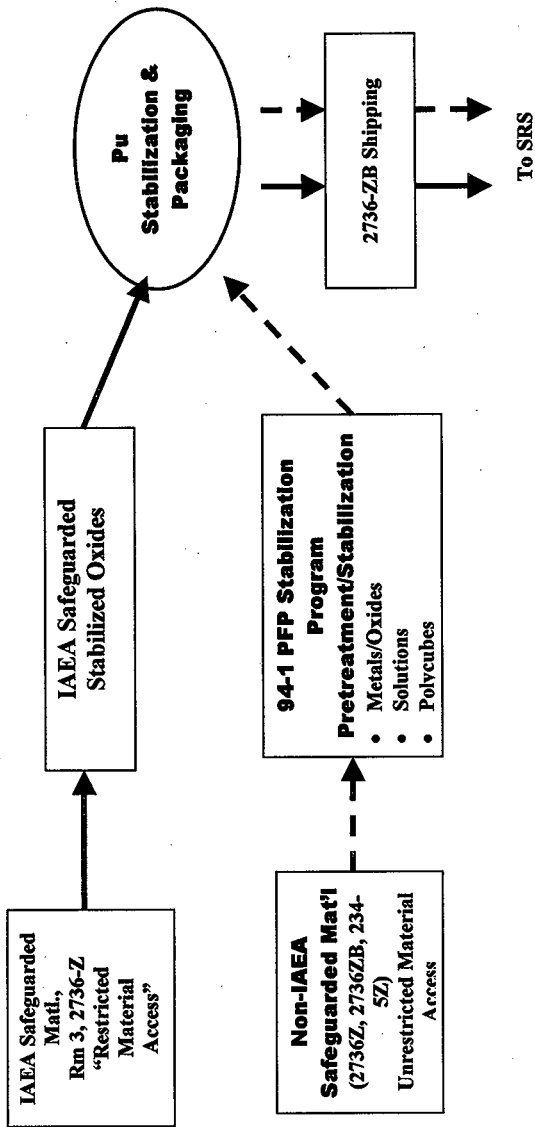 IAEA Safeguarded
Matl.,
Rm 3, 2736-Z
“Restricted
Material
Access”
IAEA Safeguarded
Stabilized Oxides
Pu
Stabilization &
Packaging
Non-IAEA
Safeguarded Mat'l
(2736Z, 2736ZB, 234-
5Z)
Unrestricted Material
Access
94-1 PFP Stabilization
Program
Pretreatment/Stabilization
• Metals/Oxides
• Solutions
• Polycubes
2736-ZB Shipping
To SRS